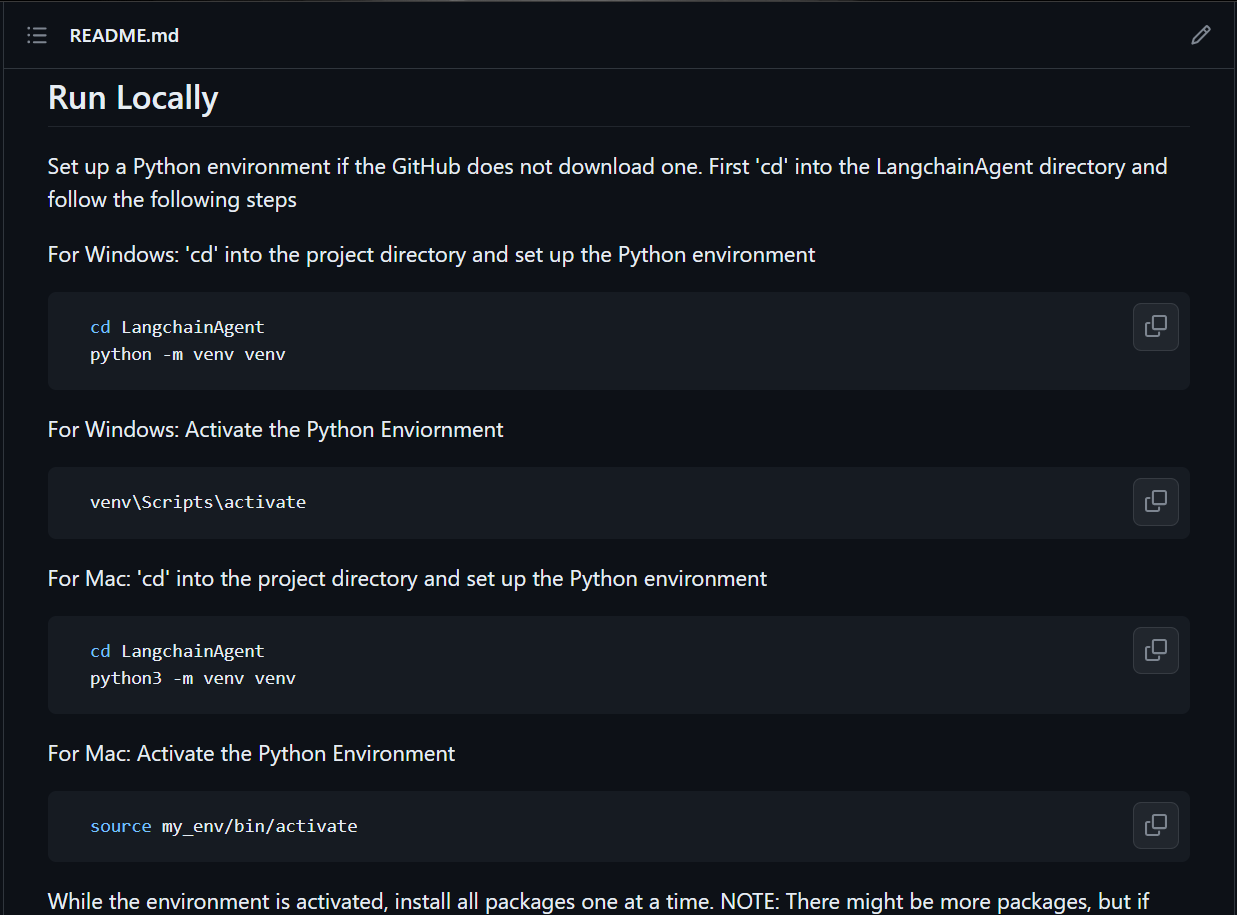 README.md
Run Locally
Set up a Python environment if the GitHub does not download one. First 'cd' into the LangchainAgent directory and
follow the following steps
For Windows: 'cd' into the project directory and set up the Python environment
cd LangchainAgent
python -m venv venv
For Windows: Activate the Python Enviornment
venv\Scripts\activate
For Mac: 'cd' into the project directory and set up the Python environment
cd LangchainAgent
python3 -m venv venv
For Mac: Activate the Python Environment
source my_env/bin/activate
While the environment is activated, install all packages one at a time. NOTE: There might be more packages, but if